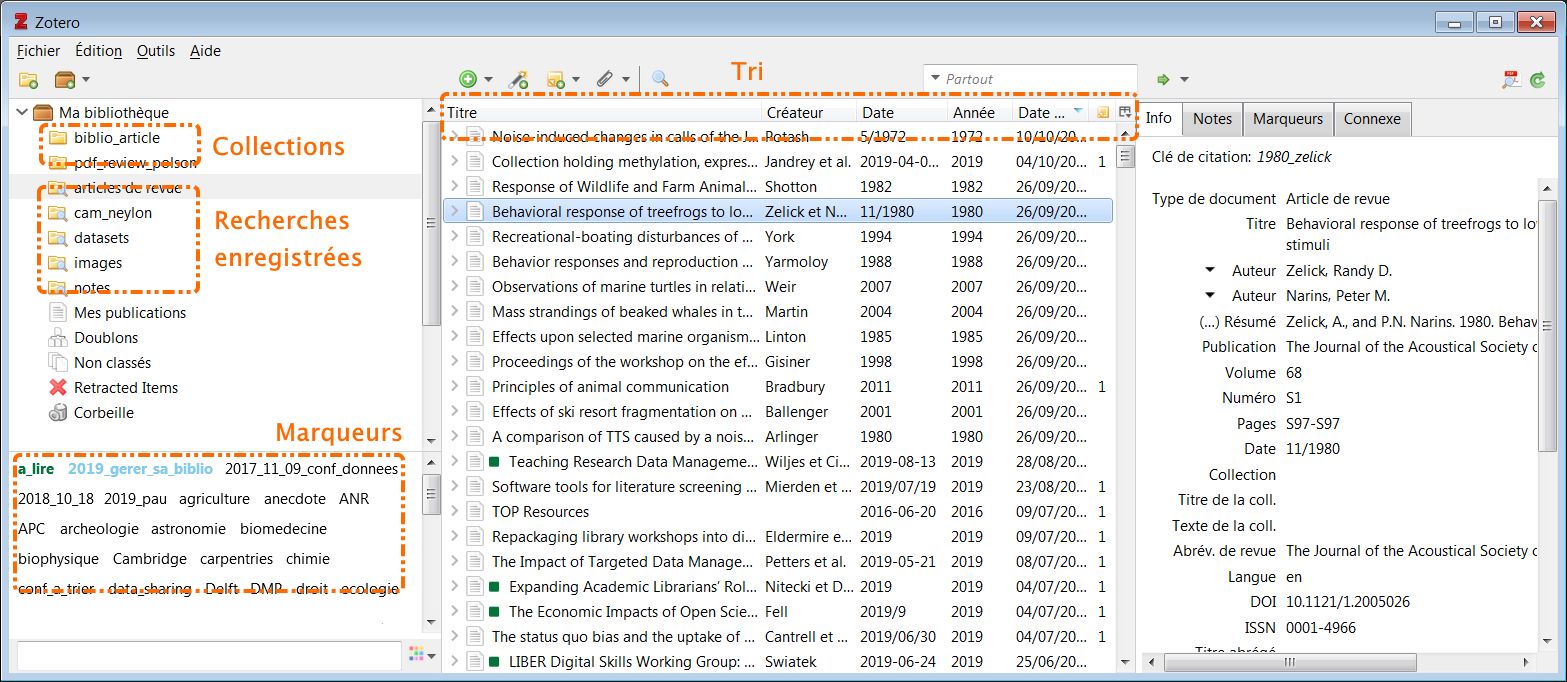 Zotero
Fichier Édition Outils Aide
Tri
Partout
Ma bibliothèque
biblio_article
pdf_review_polson
Collections
articles de revue
cam_neylon
datasets
images
notes
Recherches
enregistrées
Mes publications
Doublons
Non classés
Retracted Items
Corbeille
Marqueurs
a_lire 2019_gerer_sa_biblio 2017_11_09_conf_donnees
2018_10_18 2019_pau agriculture anecdote ANR
APC archeologie astronomie biomedecine
biophysique Cambridge carpentries chimie
conf_a_trier data_sharing Delft DMP droit ecologie
Titre Créateur Date Année Date ...
Noise-induced changes in calls of the l... Potash 5/1972 1972 10/10/20...
Collection holding methylation, expres... Jandrey et al. 2019-04-0... 2019 04/10/20... 1
Response of Wildlife and Farm Animal... Shotton 1982 1982 26/09/20...
Behavioral response of treefrogs to lo... Zelick et N... 11/1980 1980 26/09/20...
Recreational-boating disturbances of ... York 1994 1994 26/09/20...
Behavior responses and reproduction ... Yarmoloy 1988 1988 26/09/20...
Observations of marine turtles in relati... Weir 2007 2007 26/09/20...
Mass strandings of beaked whales in t... Martin 2004 2004 26/09/20...
Effects upon selected marine organism... Linton 1985 1985 26/09/20...
Proceedings of the workshop on the ef... Gisiner 1998 1998 26/09/20...
Principles of animal communication Bradbury 2011 2011 26/09/20... 1
Effects of ski resort fragmentation on ... Ballenger 2001 2001 26/09/20...
A comparison of TTS caused by a nois... Arlinger 1980 1980 26/09/20...
Teaching Research Data Manageme... Wiljes et Ci... 2019-08-13 2019 28/08/20...
Software tools for literature screening ... Mierden et ... 2019/07/19 2019 23/08/20... 1
TOP Resources 2016-06-20 2016 09/07/20... 1
Repackaging library workshops into di... Eldermire e... 2019 2019 09/07/20... 1
The Impact of Targeted Data Manage... Petters et al. 2019-05-21 2019 08/07/20... 1
Expanding Academic Librarians' Rol... Nitecki et D... 2019 2019 04/07/20... 1
The Economic Impacts of Open Scie... Fell 2019/9 2019 04/07/20... 1
The status quo bias and the uptake of ... Cantrell et ... 2019/06/30 2019 04/07/20... 1
LIBER Digital Skills Working Group: ... Swiatek 2019-06-24 2019 25/06/20...
Info Notes Marqueurs Connexe
Clé de citation: 1980_zelick
Type de document Article de revue
Titre Behavioral response of treefrogs to lo
stimuli
Auteur Zelick, Randy D.
Auteur Narins, Peter M.
(...) Résumé Zelick, A., and P.N. Narins. 1980. Behav
Publication The Journal of the Acoustical Society o
Volume 68
Numéro S1
Pages S97-S97
Date 11/1980
Collection
Titre de la coll.
Texte de la coll.
Abrév. de revue The Journal of the Acoustical Society o
Langue en
DOI 10.1121/1.2005026
ISSN 0001-4966
Titre abrégé